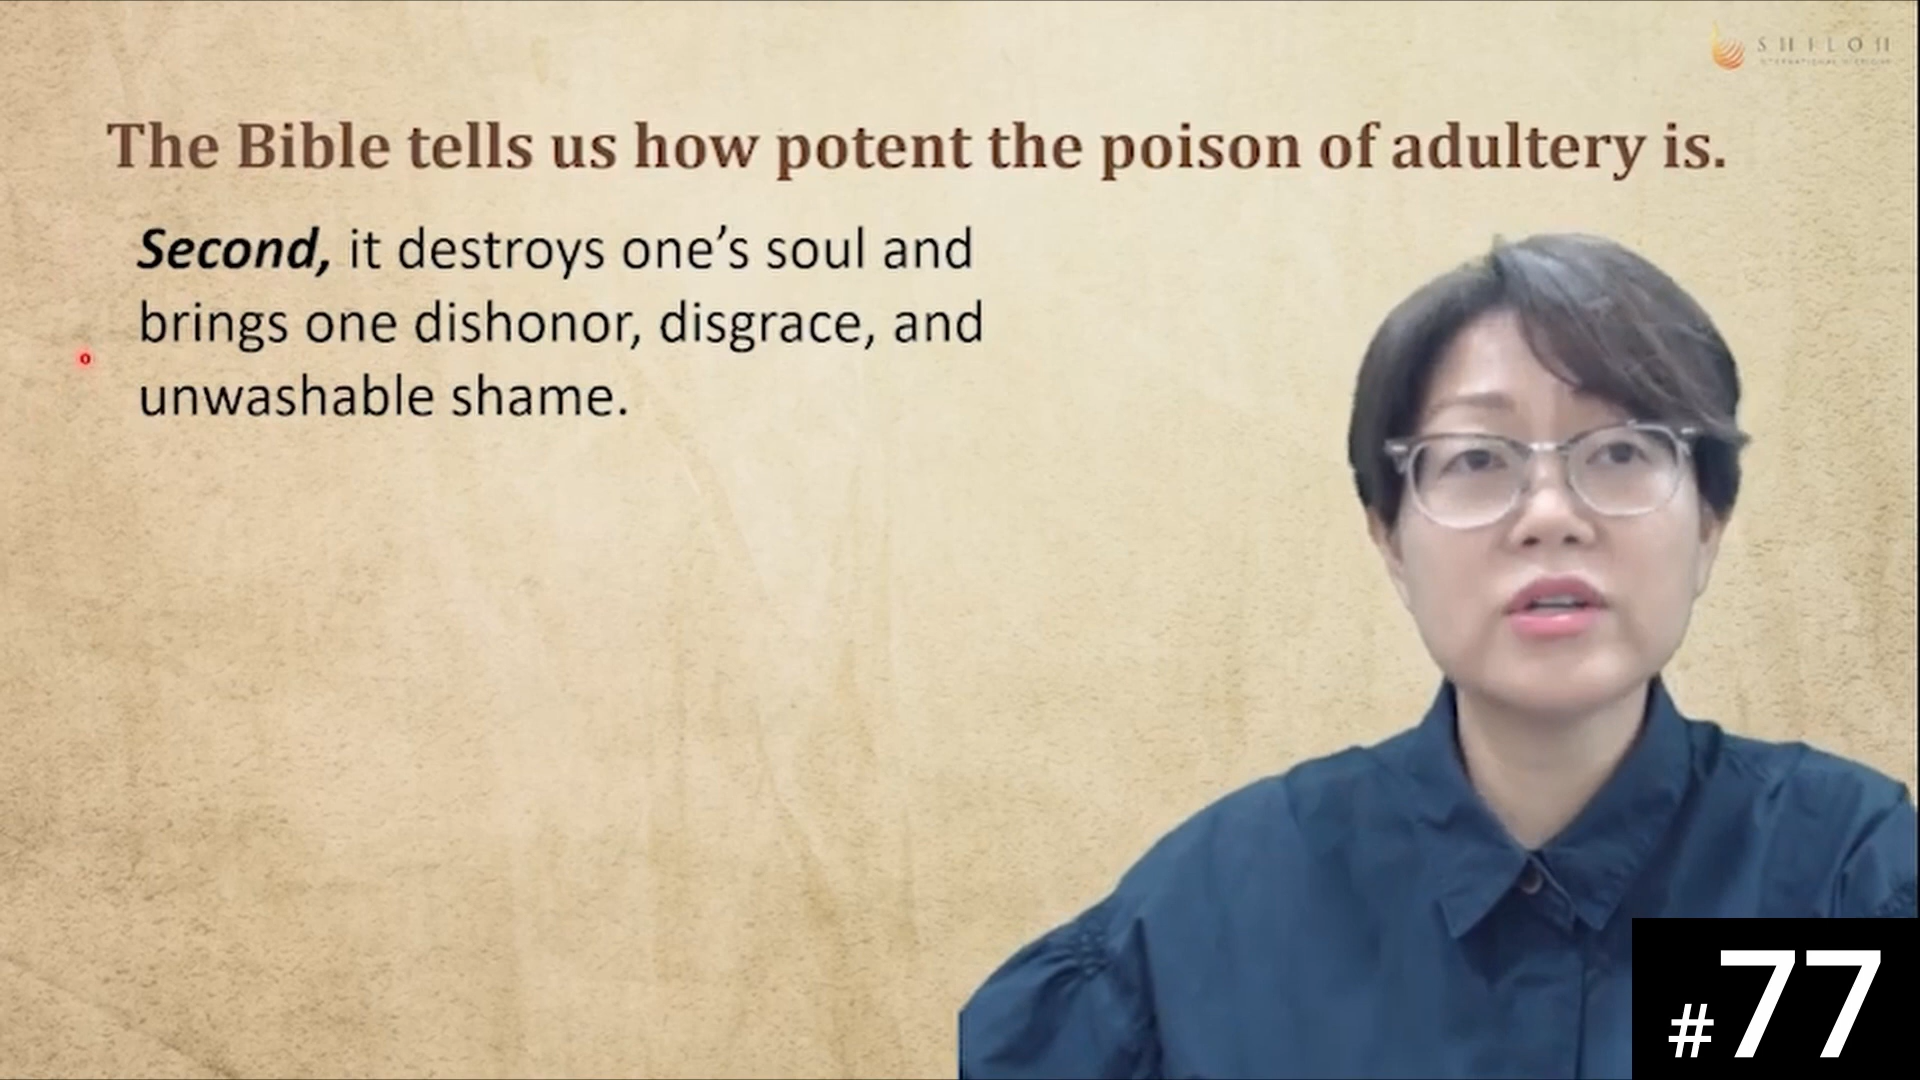 SHILOH
The Bible tells us how potent the poison of adultery is.
Second, it destroys one’s soul and
brings one dishonor, disgrace, and
unwashable shame.
#77